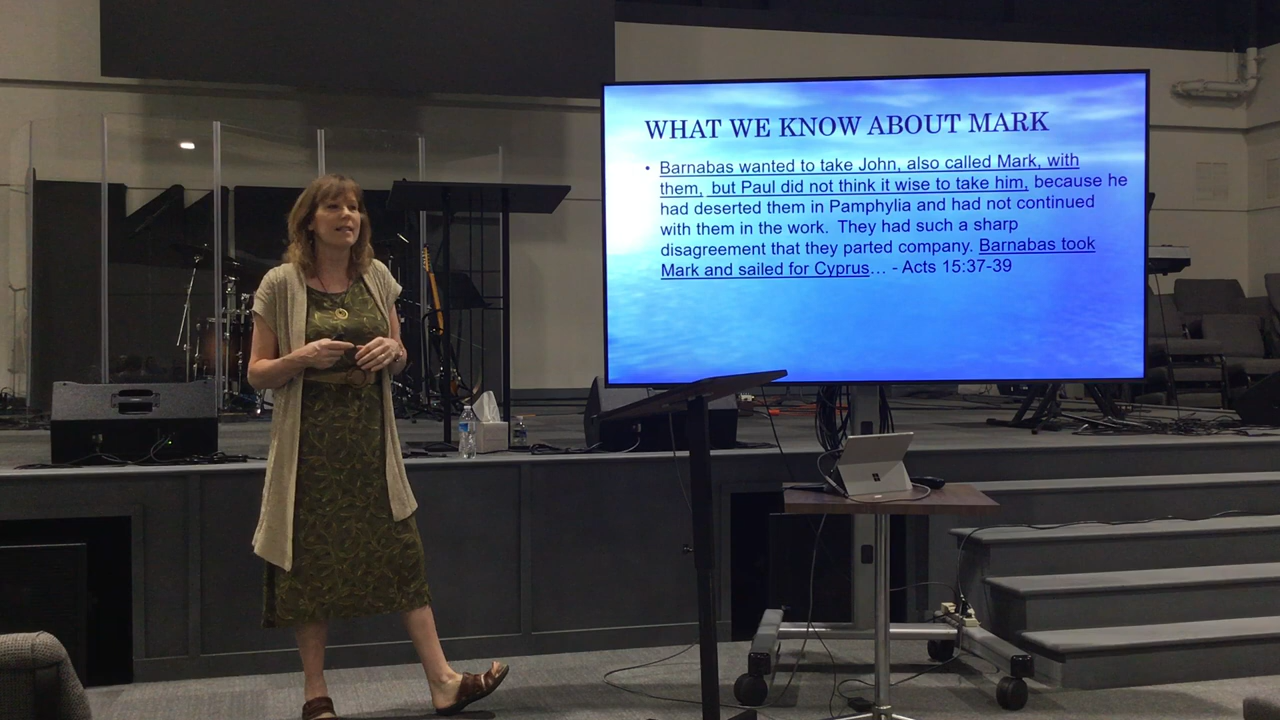 WHAT WE KNOW ABOUT MARK
• Barnabas wanted to take John, also called Mark, with
them, but Paul did not think it wise to take him, because he
had deserted them in Pamphylia and had not continued
with them in the work. They had such a sharp
disagreement that they parted company. Barnabas took
Mark and sailed for Cyprus… - Acts 15:37-39